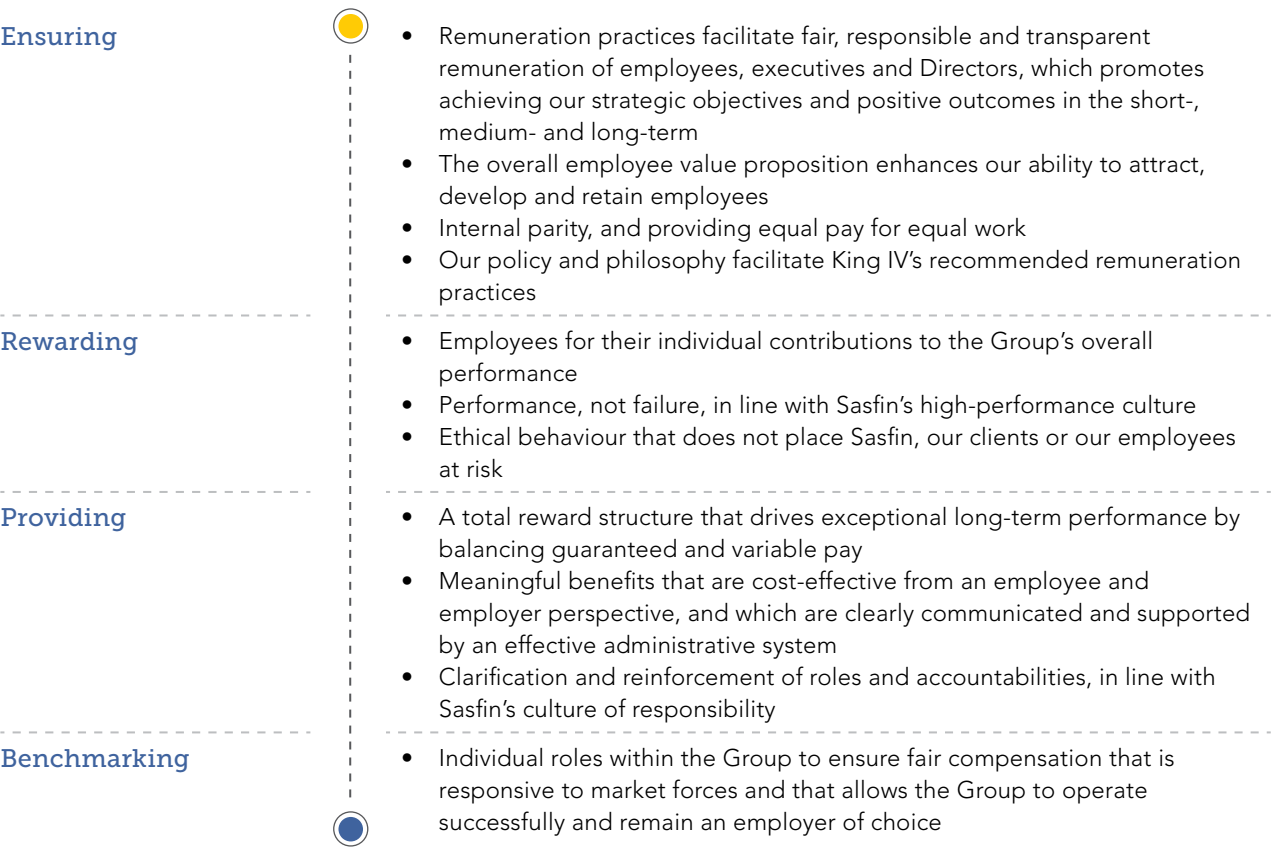 Ensuring
• Remuneration practices facilitate fair, responsible and transparent
remuneration of employees, executives and Directors, which promotes
achieving our strategic objectives and positive outcomes in the short-,
medium- and long-term
• The overall employee value proposition enhances our ability to attract,
develop and retain employees
• Internal parity, and providing equal pay for equal work
• Our policy and philosophy facilitate King IV's recommended remuneration
practices
Rewarding
• Employees for their individual contributions to the Group's overall
performance
• Performance, not failure, in line with Sasfin's high-performance culture
• Ethical behaviour that does not place Sasfin, our clients or our employees
at risk
Providing
• A total reward structure that drives exceptional long-term performance by
balancing guaranteed and variable pay
• Meaningful benefits that are cost-effective from an employee and
employer perspective, and which are clearly communicated and supported
by an effective administrative system
• Clarification and reinforcement of roles and accountabilities, in line with
Sasfin's culture of responsibility
Benchmarking
• Individual roles within the Group to ensure fair compensation that is
responsive to market forces and that allows the Group to operate
successfully and remain an employer of choice